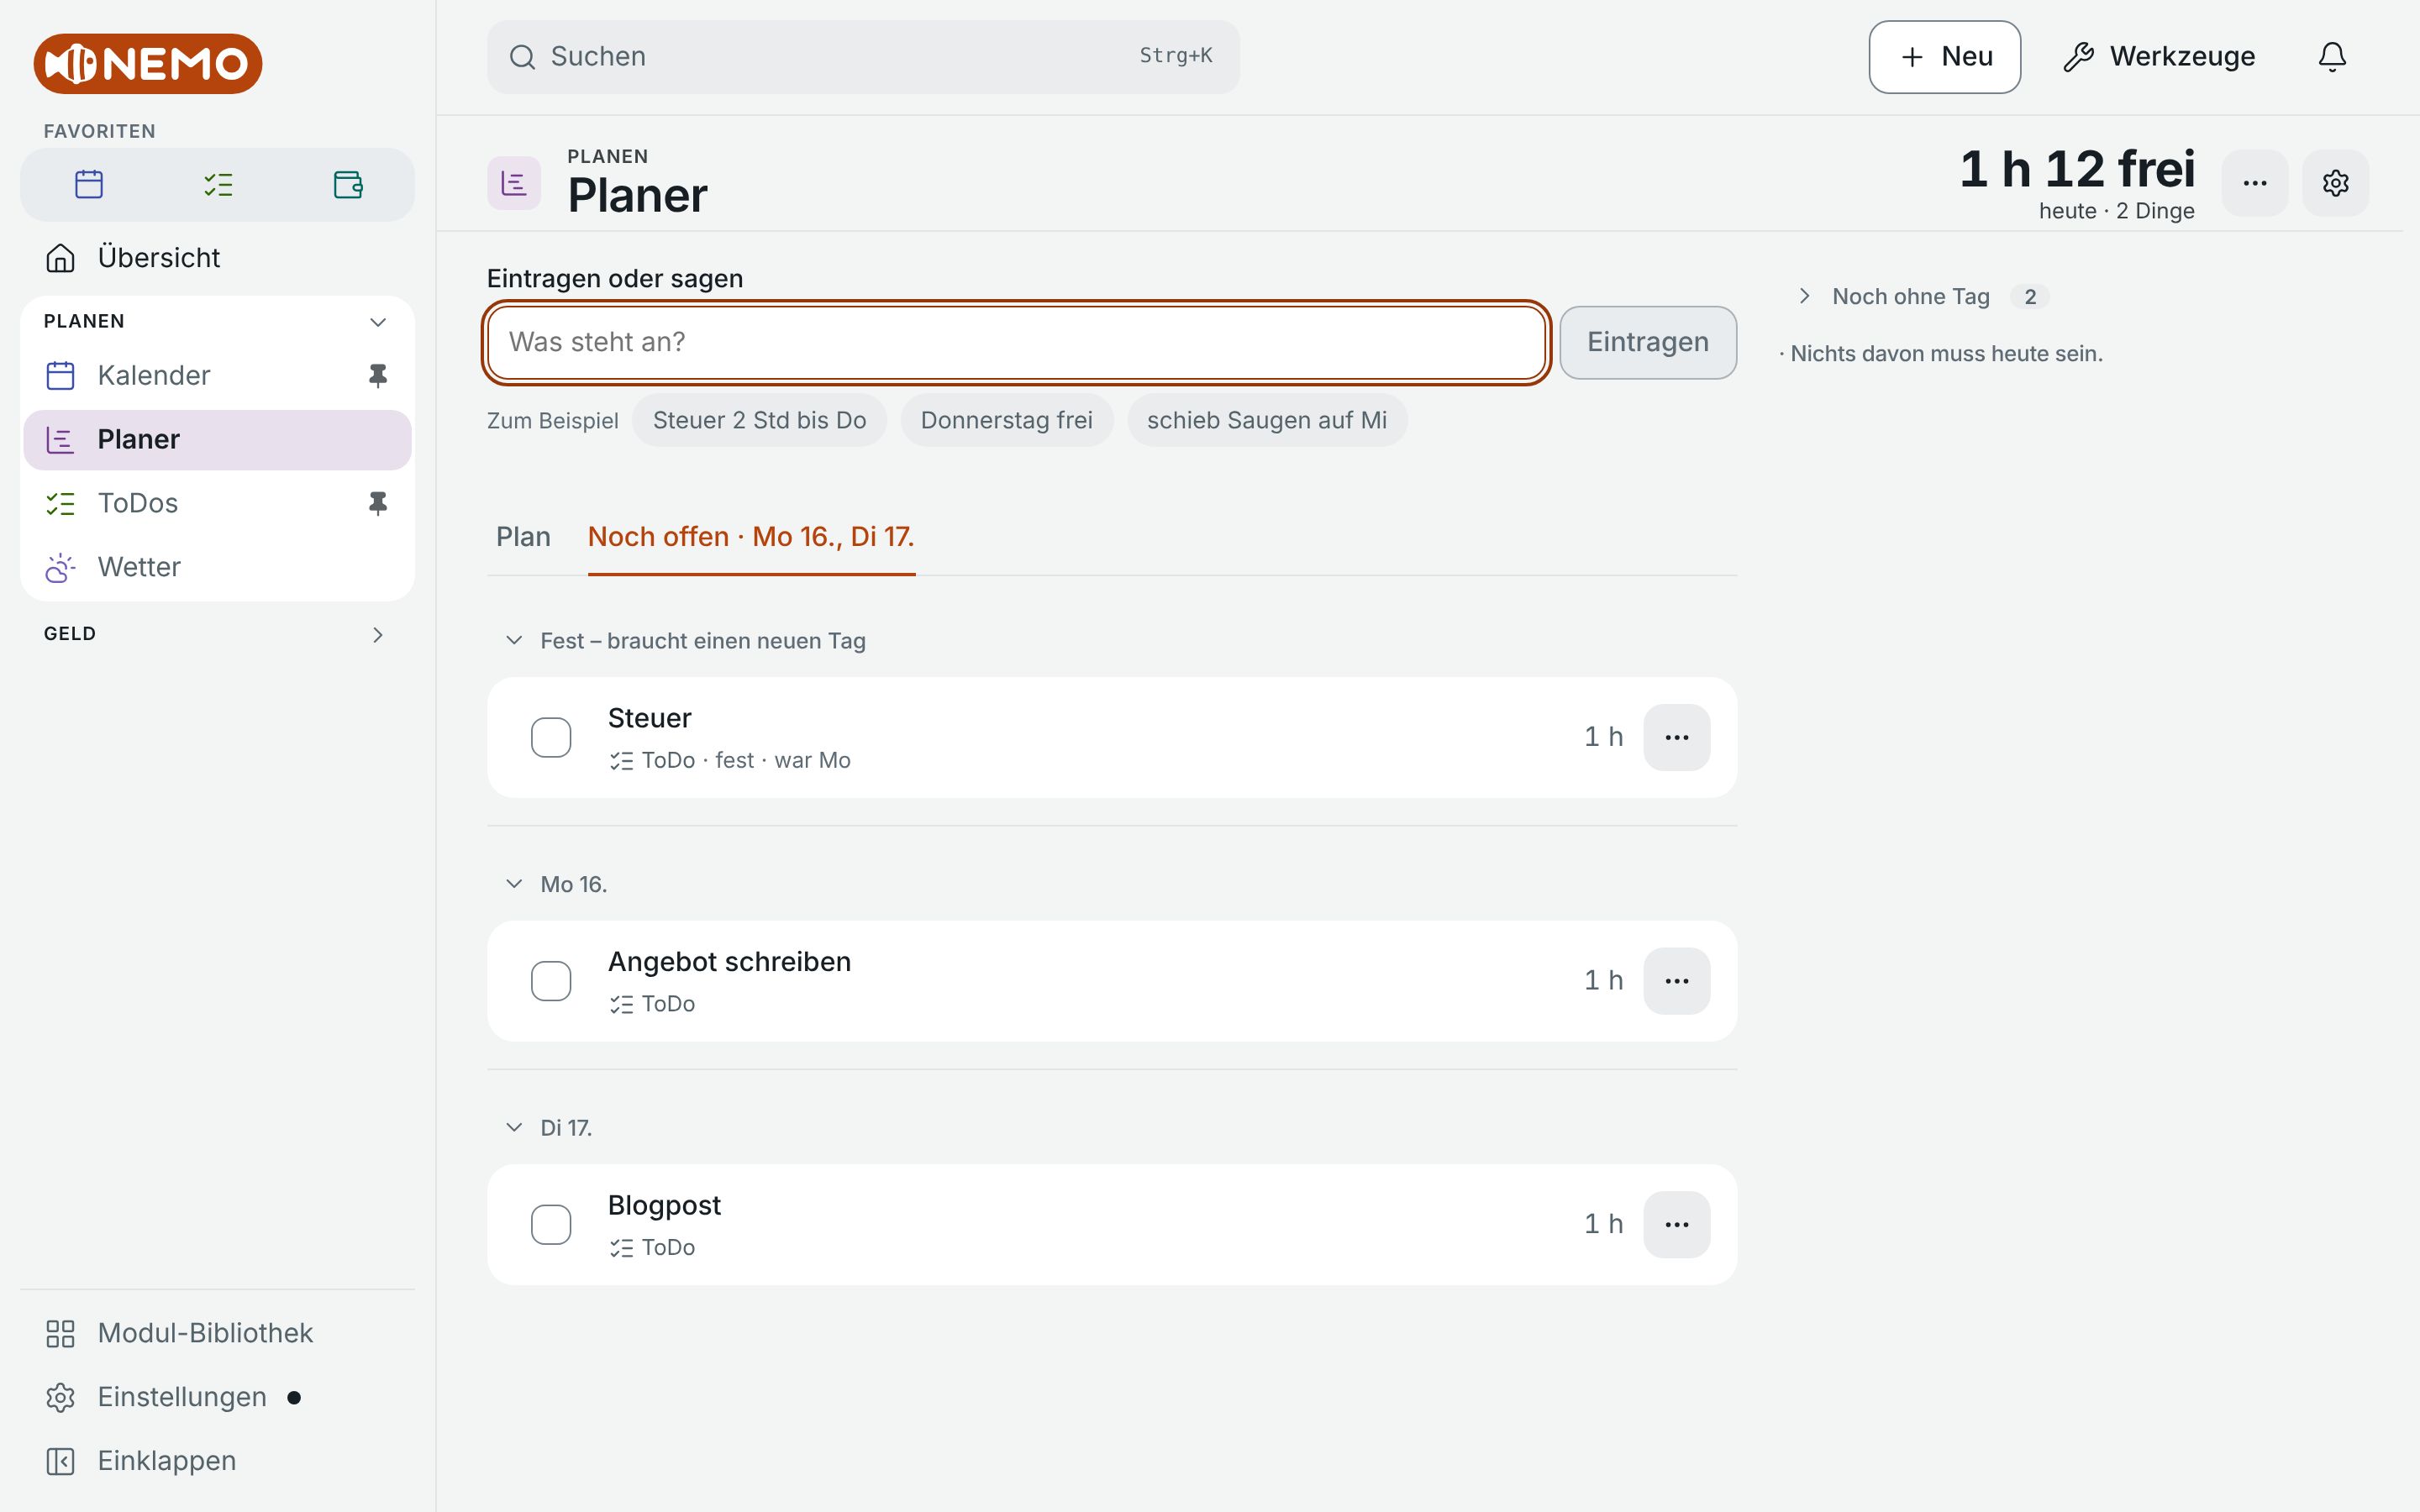 NEMO
FAVORITEN
Übersicht
PLANEN
Kalender
Planer
ToDos
Wetter
GELD
Modul-Bibliothek
Einstellungen
Einklappen
Suchen
Strg+K
Neu
Werkzeuge
PLANEN
Planer
1 h 12 frei
heute · 2 Dinge
Eintragen oder sagen
Was steht an?
Eintragen
Zum Beispiel
Steuer 2 Std bis Do
Donnerstag frei
schieb Saugen auf Mi
Plan
Noch offen · Mo 16., Di 17.
Fest – braucht einen neuen Tag
Steuer
ToDo · fest · war Mo
1 h
Mo 16.
Angebot schreiben
ToDo
1 h
Di 17.
Blogpost
ToDo
1 h
Noch ohne Tag 2
· Nichts davon muss heute sein.